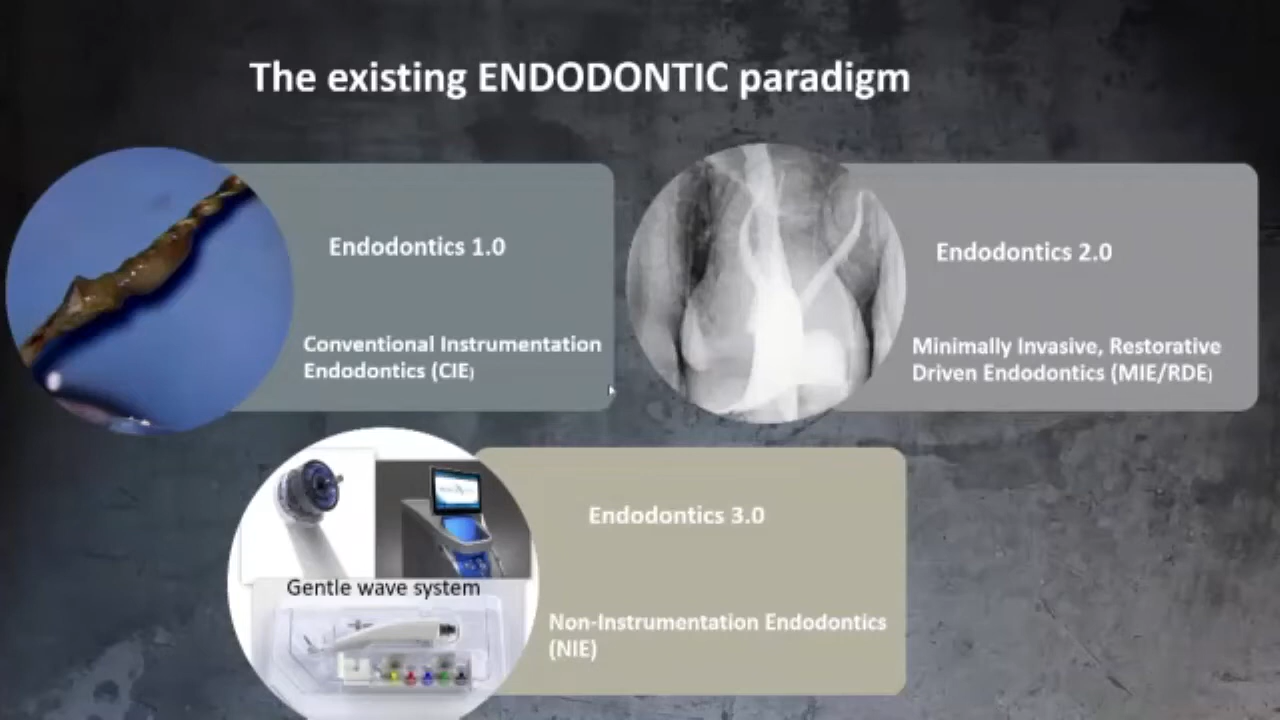 The existing ENDODONTIC paradigm
Endodontics 1.0
Conventional Instrumentation
Endodontics (CIE)
Endodontics 2.0
Minimally Invasive, Restorative
Driven Endodontics (MIE/RDE)
Gentle wave system
Endodontics 3.0
Non-Instrumentation Endodontics
(NIE)